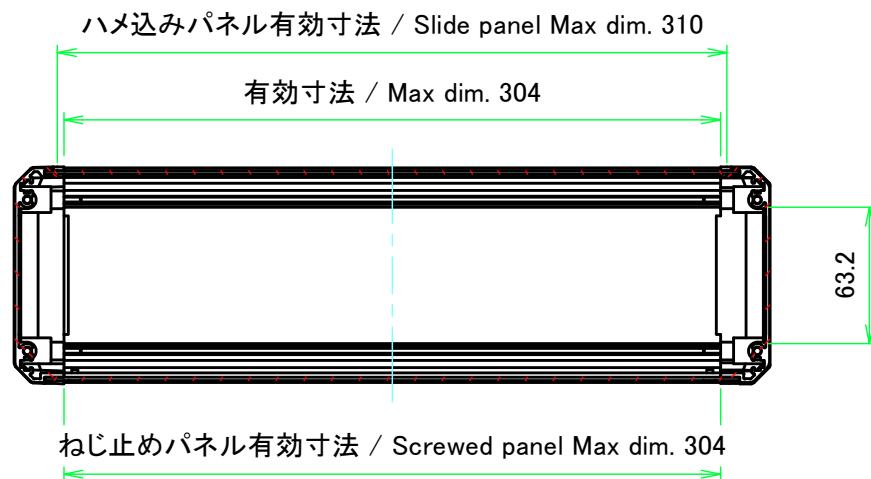 ハメ込みパネル有効寸法 / Slide panel Max dim. 310
有効寸法 / Max dim. 304
63.2
ねじ止めパネル有効寸法 / Screwed panel Max dim. 304